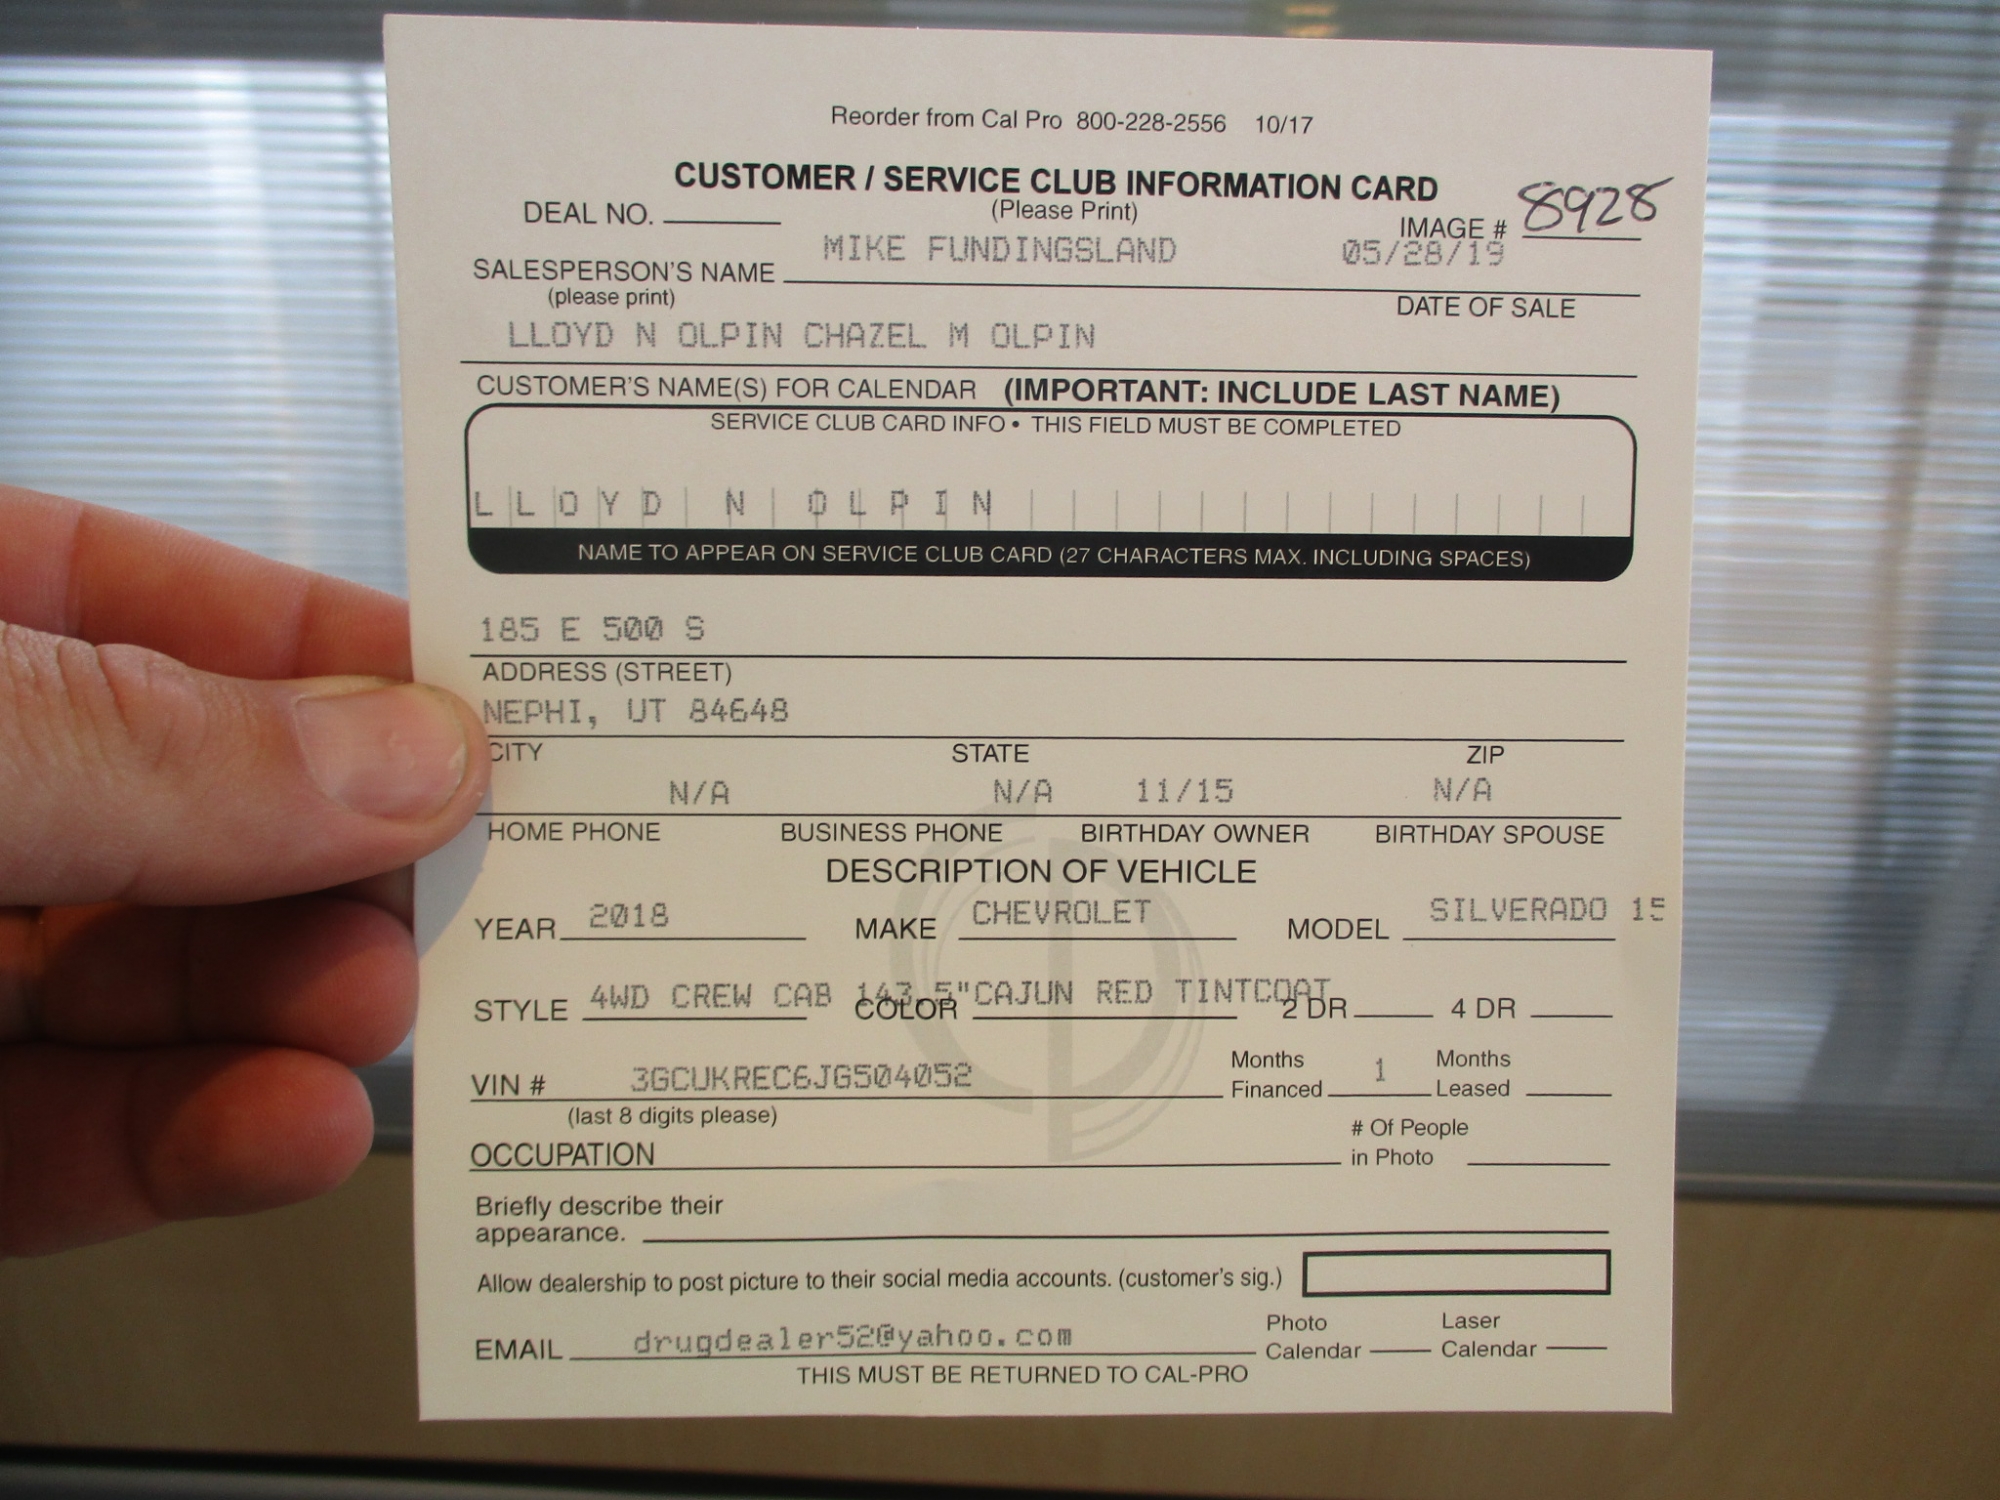 Reorder from Cal Pro 800-228-2556 10/17
CUSTOMER / SERVICE CLUB INFORMATION CARD
DEAL NO. (Please Print) IMAGE # 8928
SALESPERSON'S NAME MIKE FUNDINGSLAND 05/28/19
(please print) DATE OF SALE
LLOYD N OLPIN CHAZEL M OLPIN
CUSTOMER'S NAME(S) FOR CALENDAR (IMPORTANT: INCLUDE LAST NAME)
SERVICE CLUB CARD INFO • THIS FIELD MUST BE COMPLETED
LLOYD N OLPIN
NAME TO APPEAR ON SERVICE CLUB CARD (27 CHARACTERS MAX. INCLUDING SPACES)
185 E 500 S
ADDRESS (STREET)
NEPHI, UT 84648
CITY STATE ZIP
N/A N/A 11/15 N/A
HOME PHONE BUSINESS PHONE BIRTHDAY OWNER BIRTHDAY SPOUSE
DESCRIPTION OF VEHICLE
YEAR 2018 MAKE CHEVROLET MODEL SILVERADO 15
STYLE 4WD CREW CAB 143.5" COLOR CAJUN RED TINTCOAT 2 DR 4 DR
VIN # 3GCUKREC6JG504052 Months Financed 1 Months Leased
(last 8 digits please)
OCCUPATION # Of People in Photo
Briefly describe their
appearance.
Allow dealership to post picture to their social media accounts. (customer's sig.)
EMAIL drugdealer52@yahoo.com Photo Calendar Laser Calendar
THIS MUST BE RETURNED TO CAL-PRO